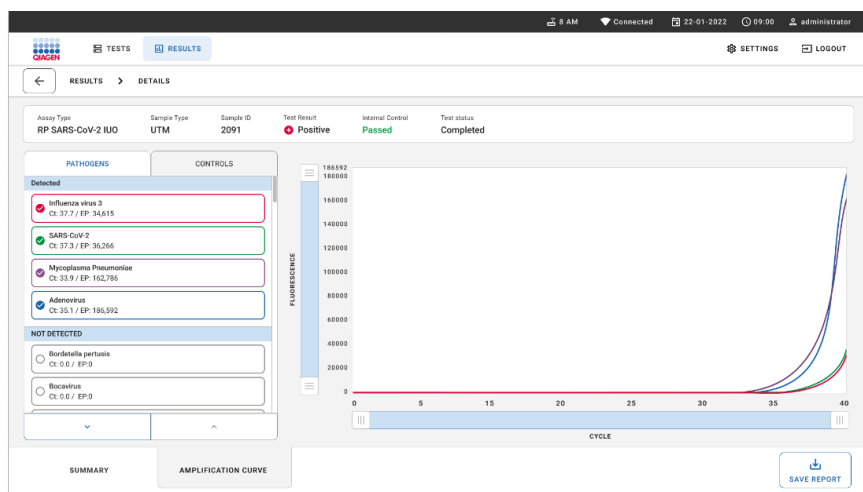 8 AM Connected 22-01-2022 09:00 administrator
QIAGEN TESTS RESULTS SETTINGS LOGOUT
RESULTS > DETAILS
Assay Type Sample Type Sample ID Test Result Internal Control Test status
RP SARS-CoV-2 IUO UTM 2091 Positive Passed Completed
PATHOGENS CONTROLS
Detected
Influenza virus 3
Ct: 37.7 / EP: 34,615
SARS-CoV-2
Ct: 37.3 / EP: 36,266
Mycoplasma Pneumoniae
Ct: 33.9 / EP: 162,786
Adenovirus
Ct: 35.1 / EP: 186,592
NOT DETECTED
Bordetella pertusis
Ct: 0.0 / EP:0
Bocavirus
Ct: 0.0 / EP:0
FLUORESCENCE
186592
180000
160000
140000
120000
100000
80000
60000
40000
20000
0
0 5 15 20 25 30 35 40
CYCLE
SUMMARY AMPLIFICATION CURVE SAVE REPORT